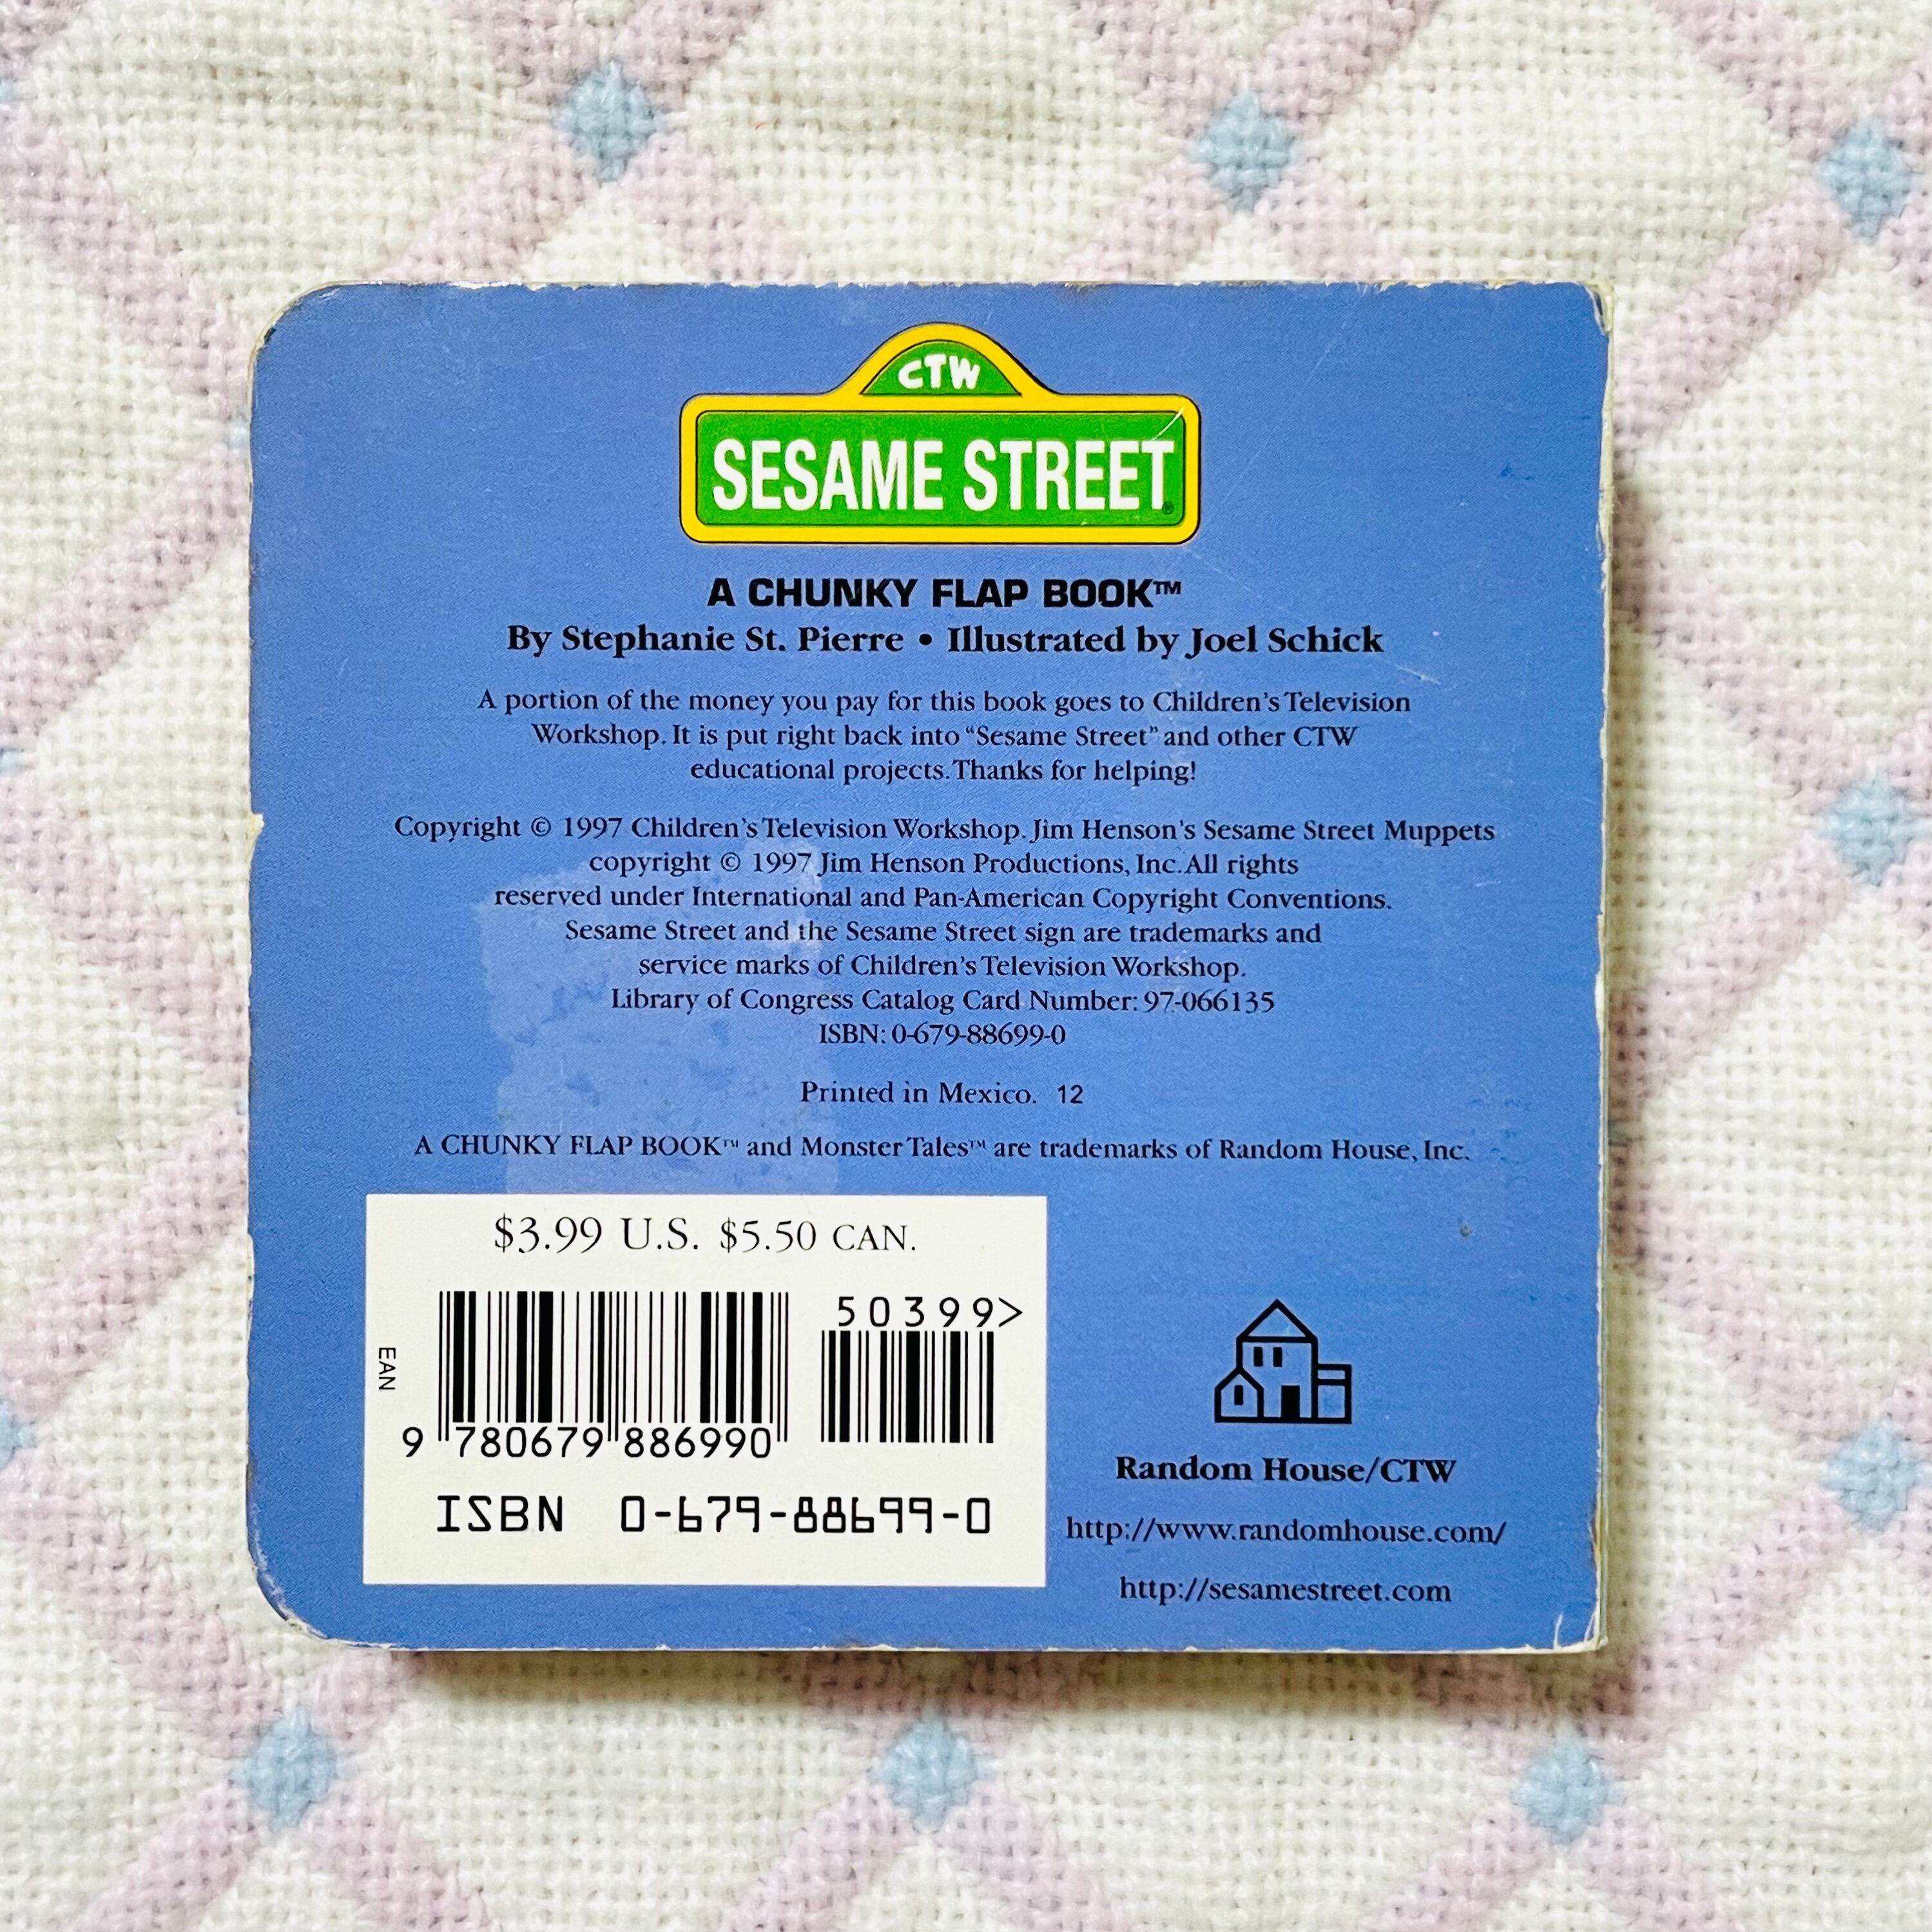 CTW
SESAME STREET®
A CHUNKY FLAP BOOK™
By Stephanie St. Pierre • Illustrated by Joel Schick
A portion of the money you pay for this book goes to Children's Television
Workshop. It is put right back into "Sesame Street" and other CTW
educational projects. Thanks for helping!
Copyright © 1997 Children's Television Workshop. Jim Henson's Sesame Street Muppets
copyright © 1997 Jim Henson Productions, Inc. All rights
reserved under International and Pan-American Copyright Conventions.
Sesame Street and the Sesame Street sign are trademarks and
service marks of Children's Television Workshop.
Library of Congress Catalog Card Number: 97-066135
ISBN: 0-679-88699-0
Printed in Mexico. 12
A CHUNKY FLAP BOOK™ and Monster Tales™ are trademarks of Random House, Inc.
$3.99 U.S. $5.50 CAN.
50399>
EAN
9 780679 886990
ISBN 0-679-88699-0
Random House/CTW
http://www.randomhouse.com/
http://sesamestreet.com